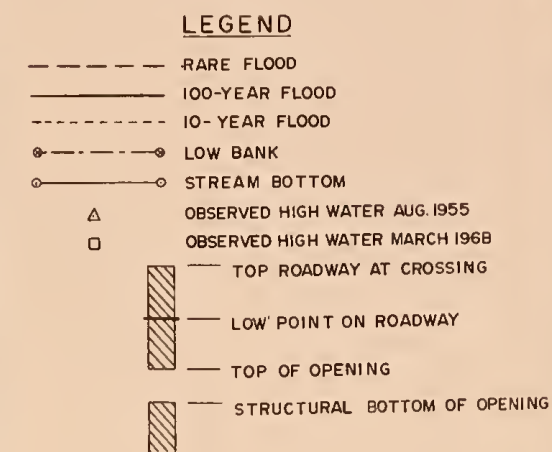 LEGEND
RARE FLOOD
100-YEAR FLOOD
10-YEAR FLOOD
LOW BANK
STREAM BOTTOM
OBSERVED HIGH WATER AUG. 1955
OBSERVED HIGH WATER MARCH 1968
TOP ROADWAY AT CROSSING
LOW' POINT ON ROADWAY
TOP OF OPENING
STRUCTURAL BOTTOM OF OPENING